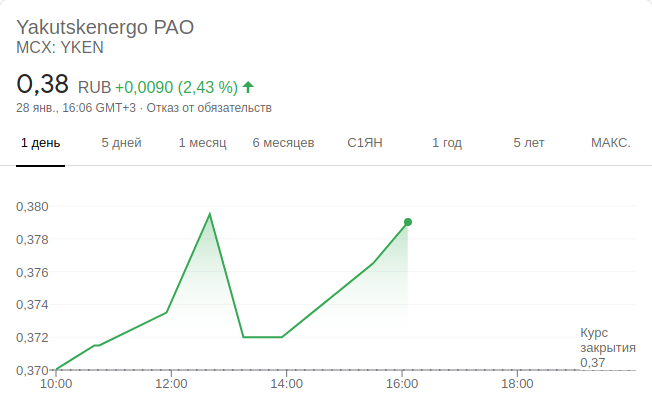 Yakutskenergo PAO
MCX: YKEN
0,38 RUB +0,0090 (2,43 %)
28 янв., 16:06 GMT+3 · Отказ от обязательств
1 день 5 дней 1 месяц 6 месяцев С1ЯН 1 год 5 лет МАКС.
0,380
0,378
0,376
0,374
0,372
0,370
Курс
закрытия
0,37
10:00 12:00 14:00 16:00 18:00